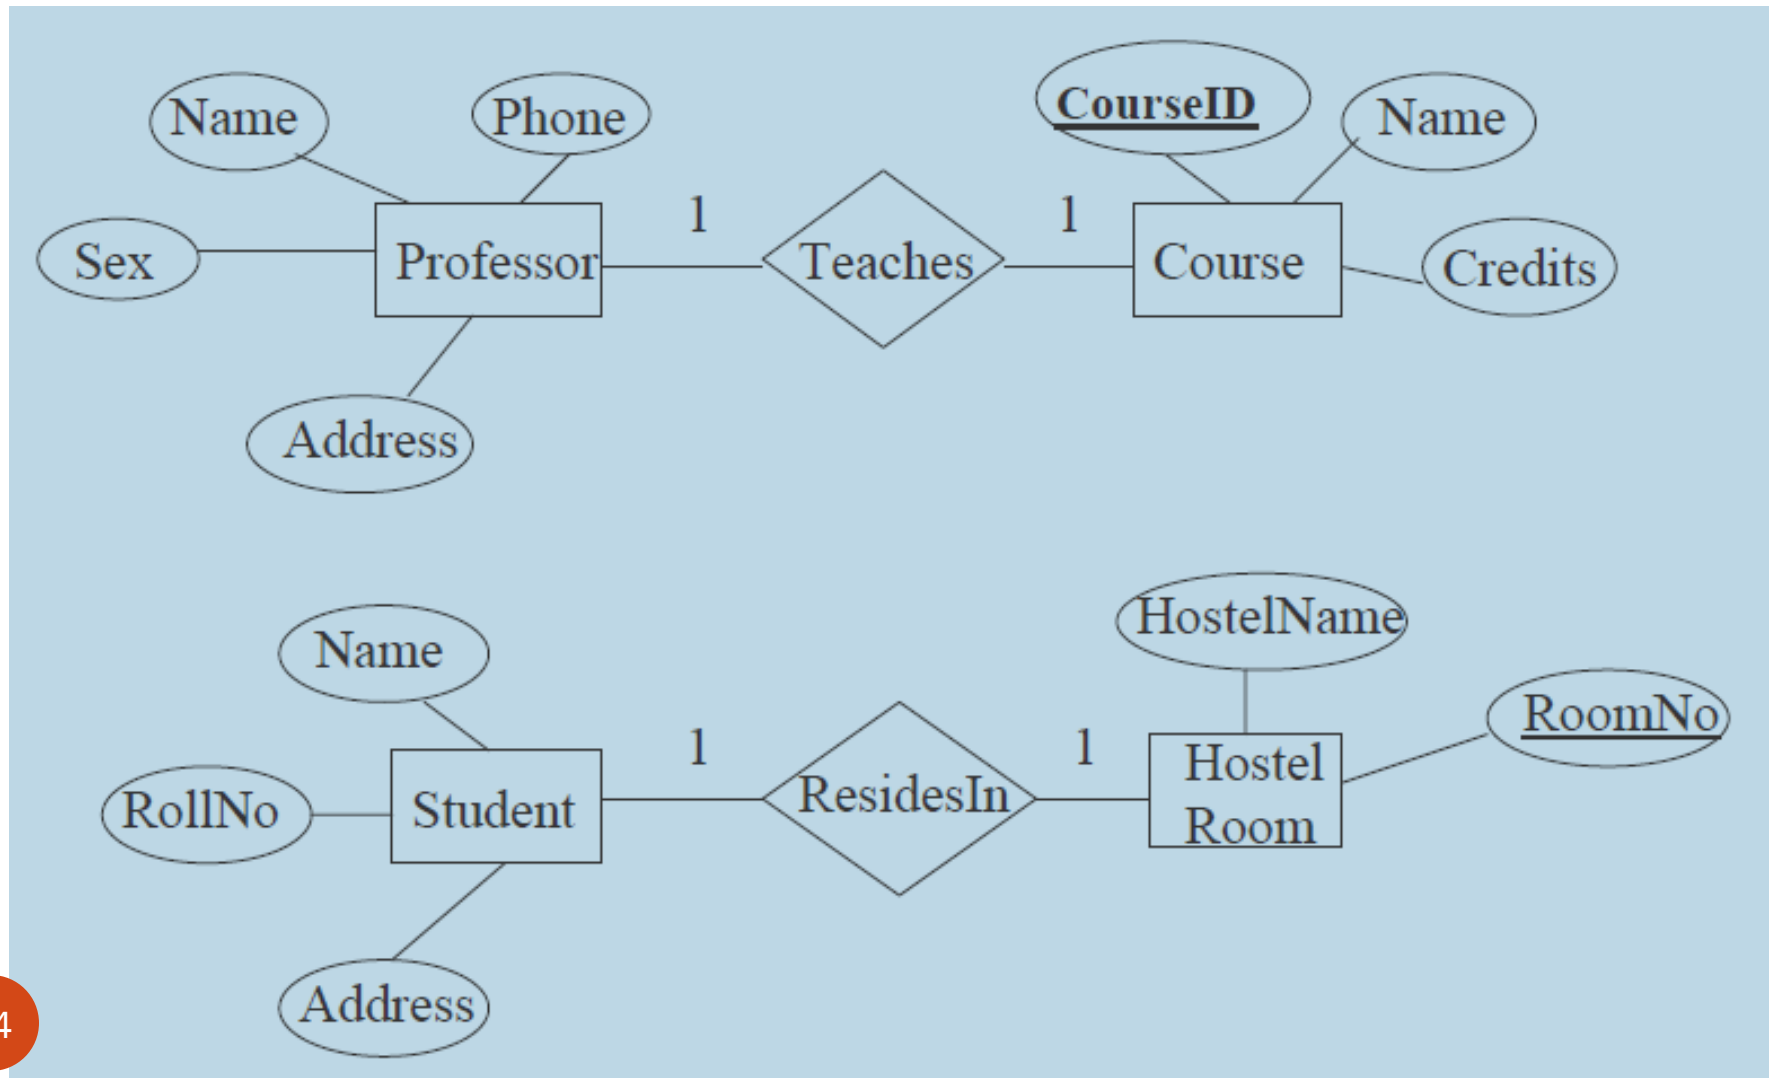 Name
Phone
CourseID
Name
Sex
Professor
1
Teaches
1
Course
Credits
Address
Name
HostelName
RoomNo
RollNo
Student
1
ResidesIn
1
Hostel
Room
Address
4